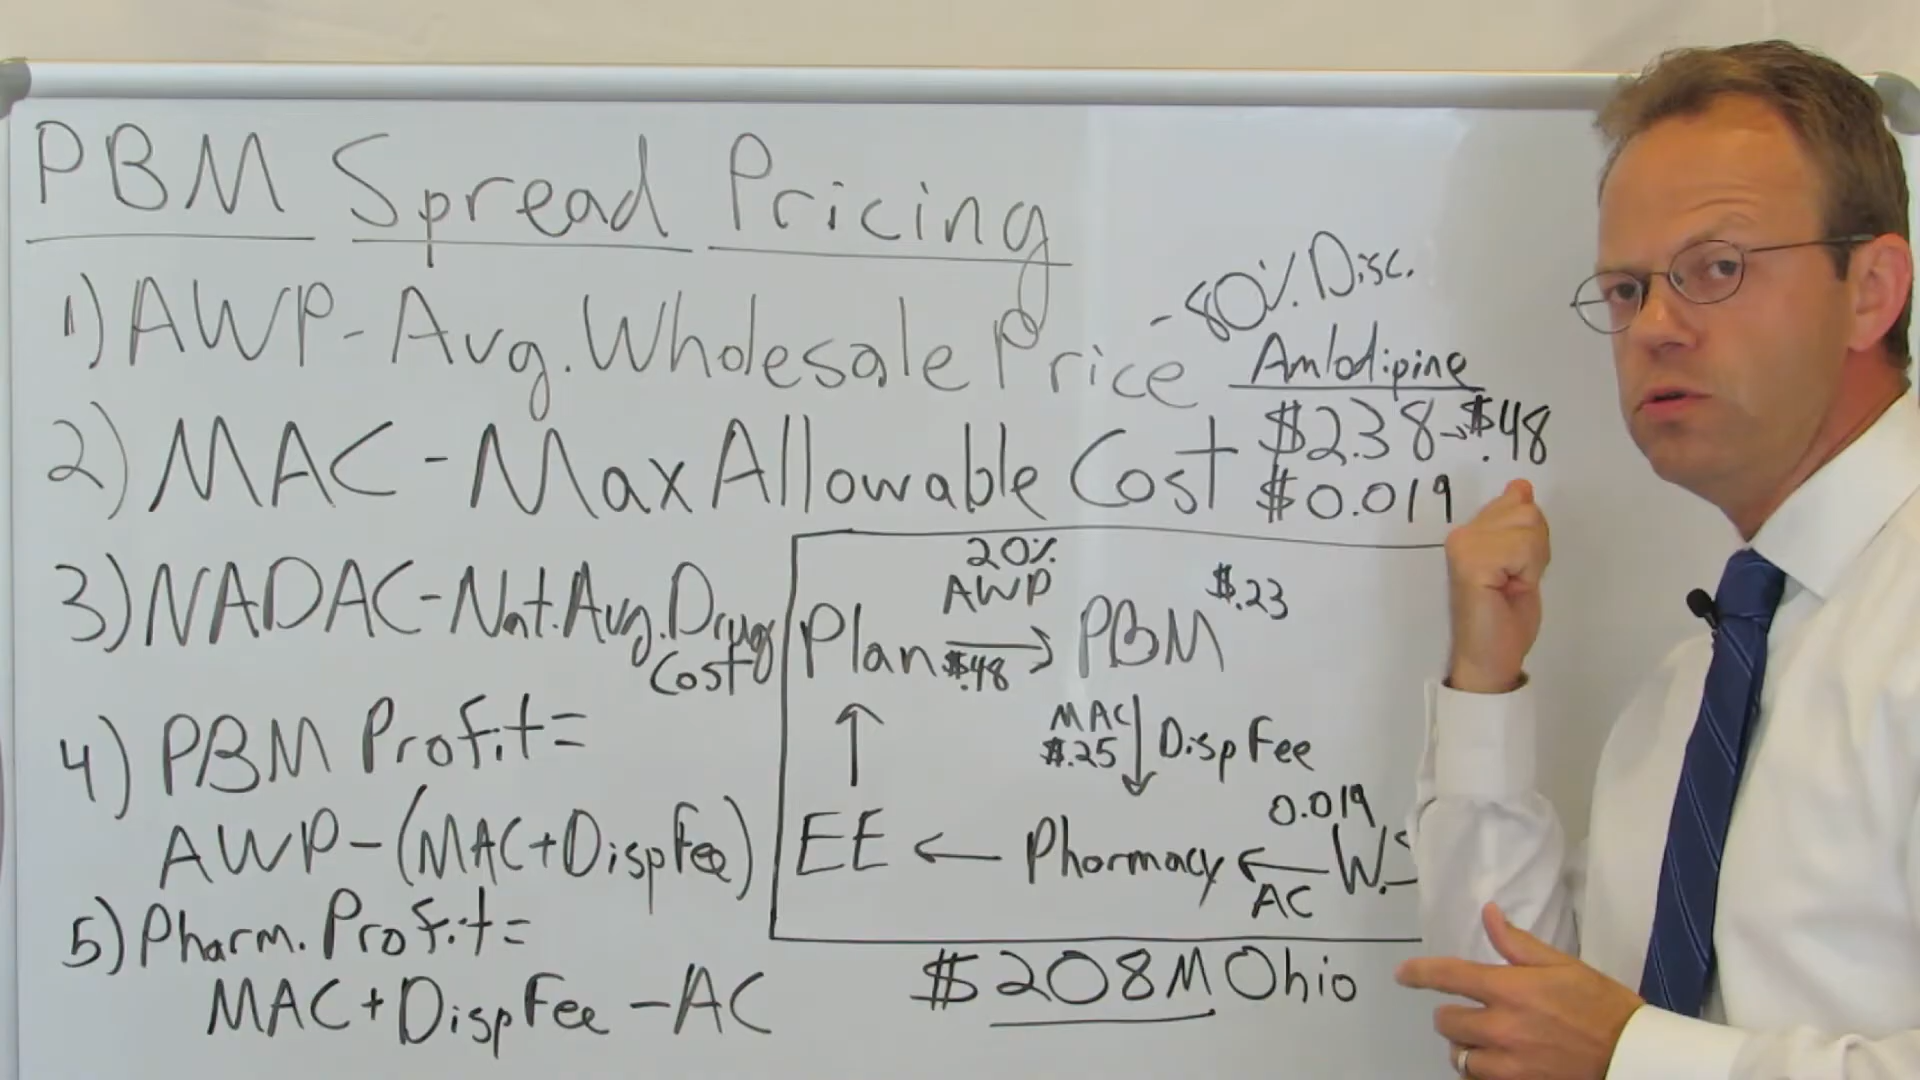 PBM Spread Pricing
1) AWP - Avg. Wholesale Price
- 80% Disc.
Amlodipine
$2.38 → $.48
$0.019
2) MAC - Max Allowable Cost
3) NADAC - Nat. Avg. Drug
Cost
4) PBM Profit =
AWP - (MAC + Disp Fee)
5) Pharm. Profit =
MAC + Disp Fee - AC
20%
AWP
Plan → PBM $.23
$.48
↑
MAC ↓ Disp Fee
$.25
0.019
EE ← Pharmacy ← W.S
AC
$208M Ohio